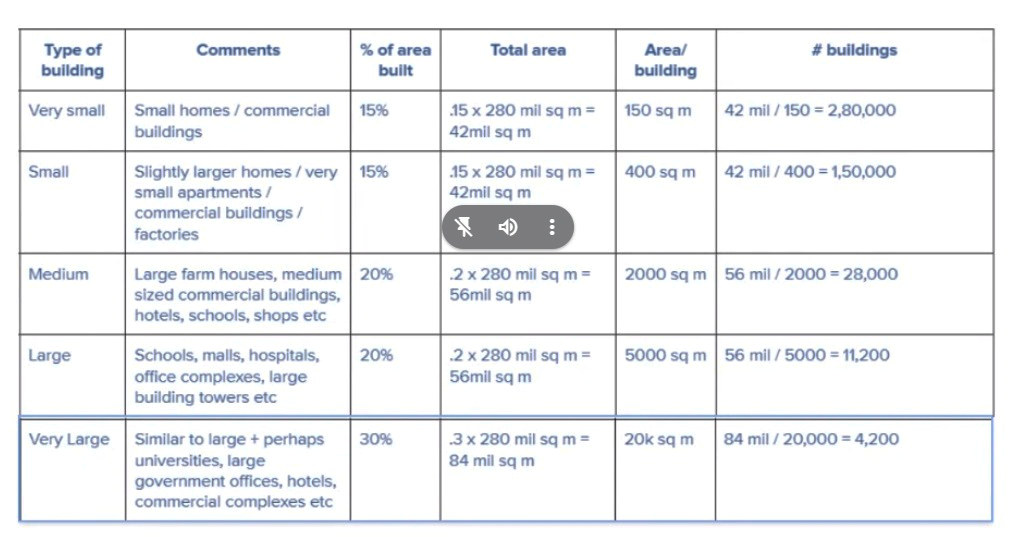 Type of building
Comments
% of area built
Total area
Area/ building
# buildings
Very small
Small homes / commercial
buildings
15%
.15 x 280 mil sq m =
42mil sq m
150 sq m
42 mil / 150 = 2,80,000
Small
Slightly larger homes / very
small apartments /
commercial buildings /
factories
15%
.15 x 280 mil sq m =
42mil sq m
400 sq m
42 mil / 400 = 1,50,000
Medium
Large farm houses, medium
sized commercial buildings,
hotels, schools, shops etc
20%
.2 x 280 mil sq m =
56mil sq m
2000 sq m
56 mil / 2000 = 28,000
Large
Schools, malls, hospitals,
office complexes, large
building towers etc
20%
.2 x 280 mil sq m =
56mil sq m
5000 sq m
56 mil / 5000 = 11,200
Very Large
Similar to large + perhaps
universities, large
government offices, hotels,
commercial complexes etc
30%
.3 x 280 mil sq m =
84 mil sq m
20k sq m
84 mil / 20,000 = 4,200